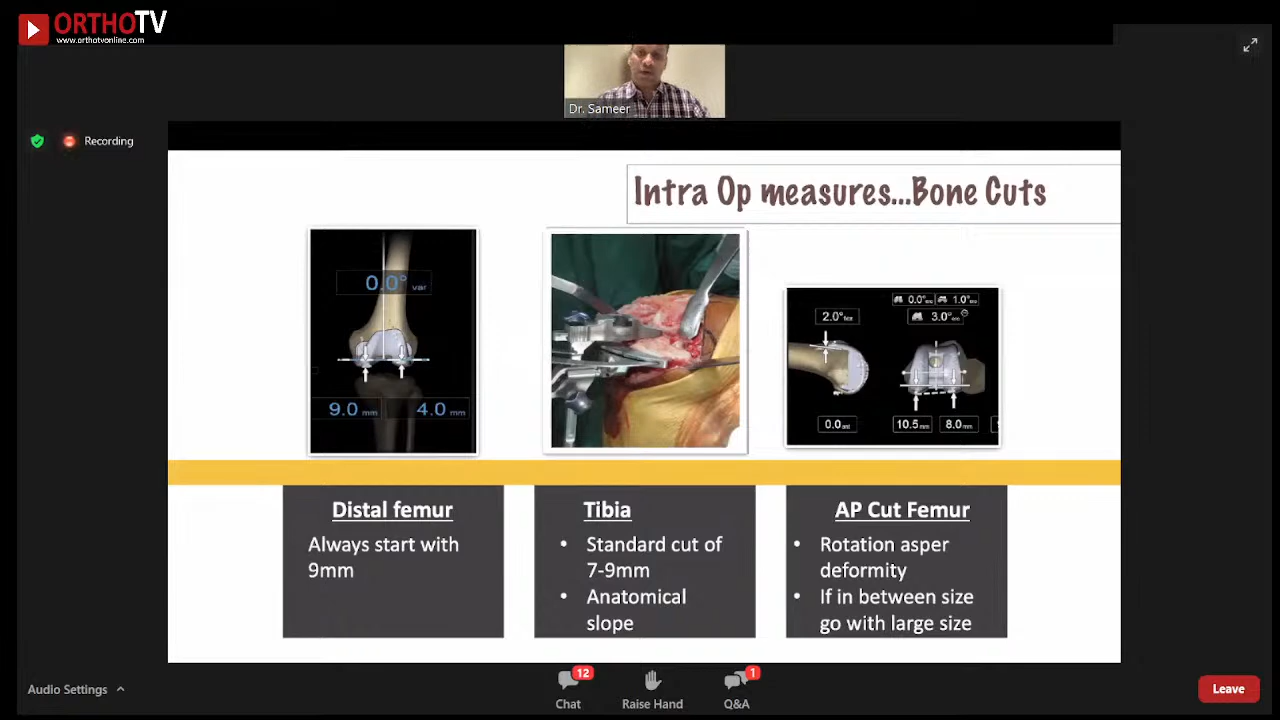 ORTHOTV
www.orthotvonline.com
Dr. Sameer
Recording
Intra Op measures...Bone Cuts
0.0° var
9.0 mm
4.0 mm
0.0°
1.0°
2.0°
3.0°
0.0
10.5 mm
8.0 mm
Distal femur
Always start with
9mm
Tibia
• Standard cut of
7-9mm
• Anatomical
slope
AP Cut Femur
• Rotation asper
deformity
• If in between size
go with large size
Audio Settings
12
Chat
Raise Hand
1
Q&A
Leave